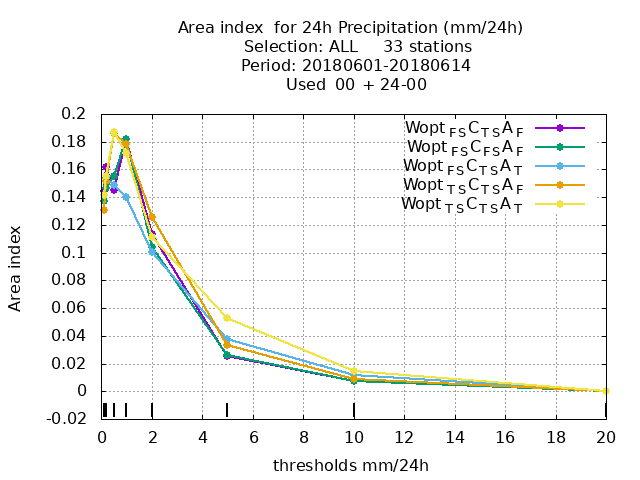 Area index  for 24h Precipitation (mm/24h)
Selection: ALL     33 stations
Period: 20180601-20180614
Used  00 + 24-00
0.2
0.18
0.16
0.14
0.12
0.1
0.08
0.06
0.04
0.02
0
-0.02
Area index
Wopt FS C TS A F
Wopt FS C FS A F
Wopt FS C TS A T
Wopt TS C TS A F
Wopt TS C TS A T
0 2 4 6 8 10 12 14 16 18 20
thresholds mm/24h